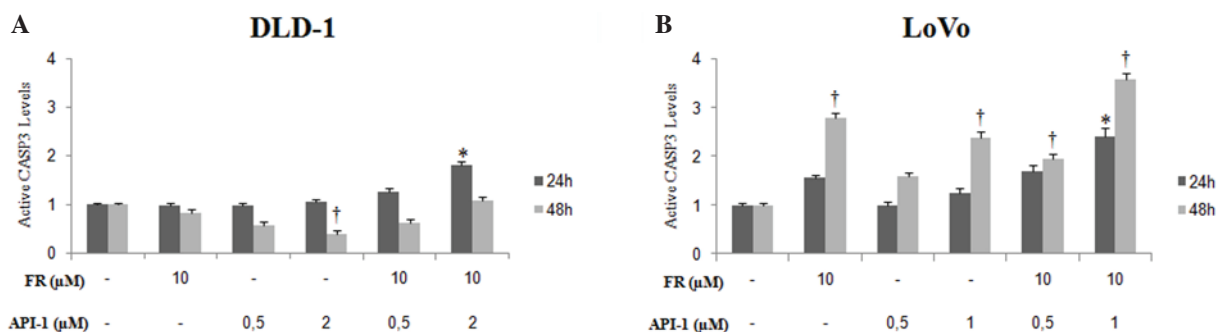 A
DLD-1
Active CASP3 Levels
4
3
2
1
0
*
†
24h
48h
FR (μM) - 10 - - 10 10
API-1 (μM) - - 0,5 2 0,5 2
B
LoVo
Active CASP3 Levels
4
3
2
1
0
†
†
†
*
†
24h
48h
FR (μM) - 10 - - 10 10
API-1 (μM) - - 0,5 1 0,5 1